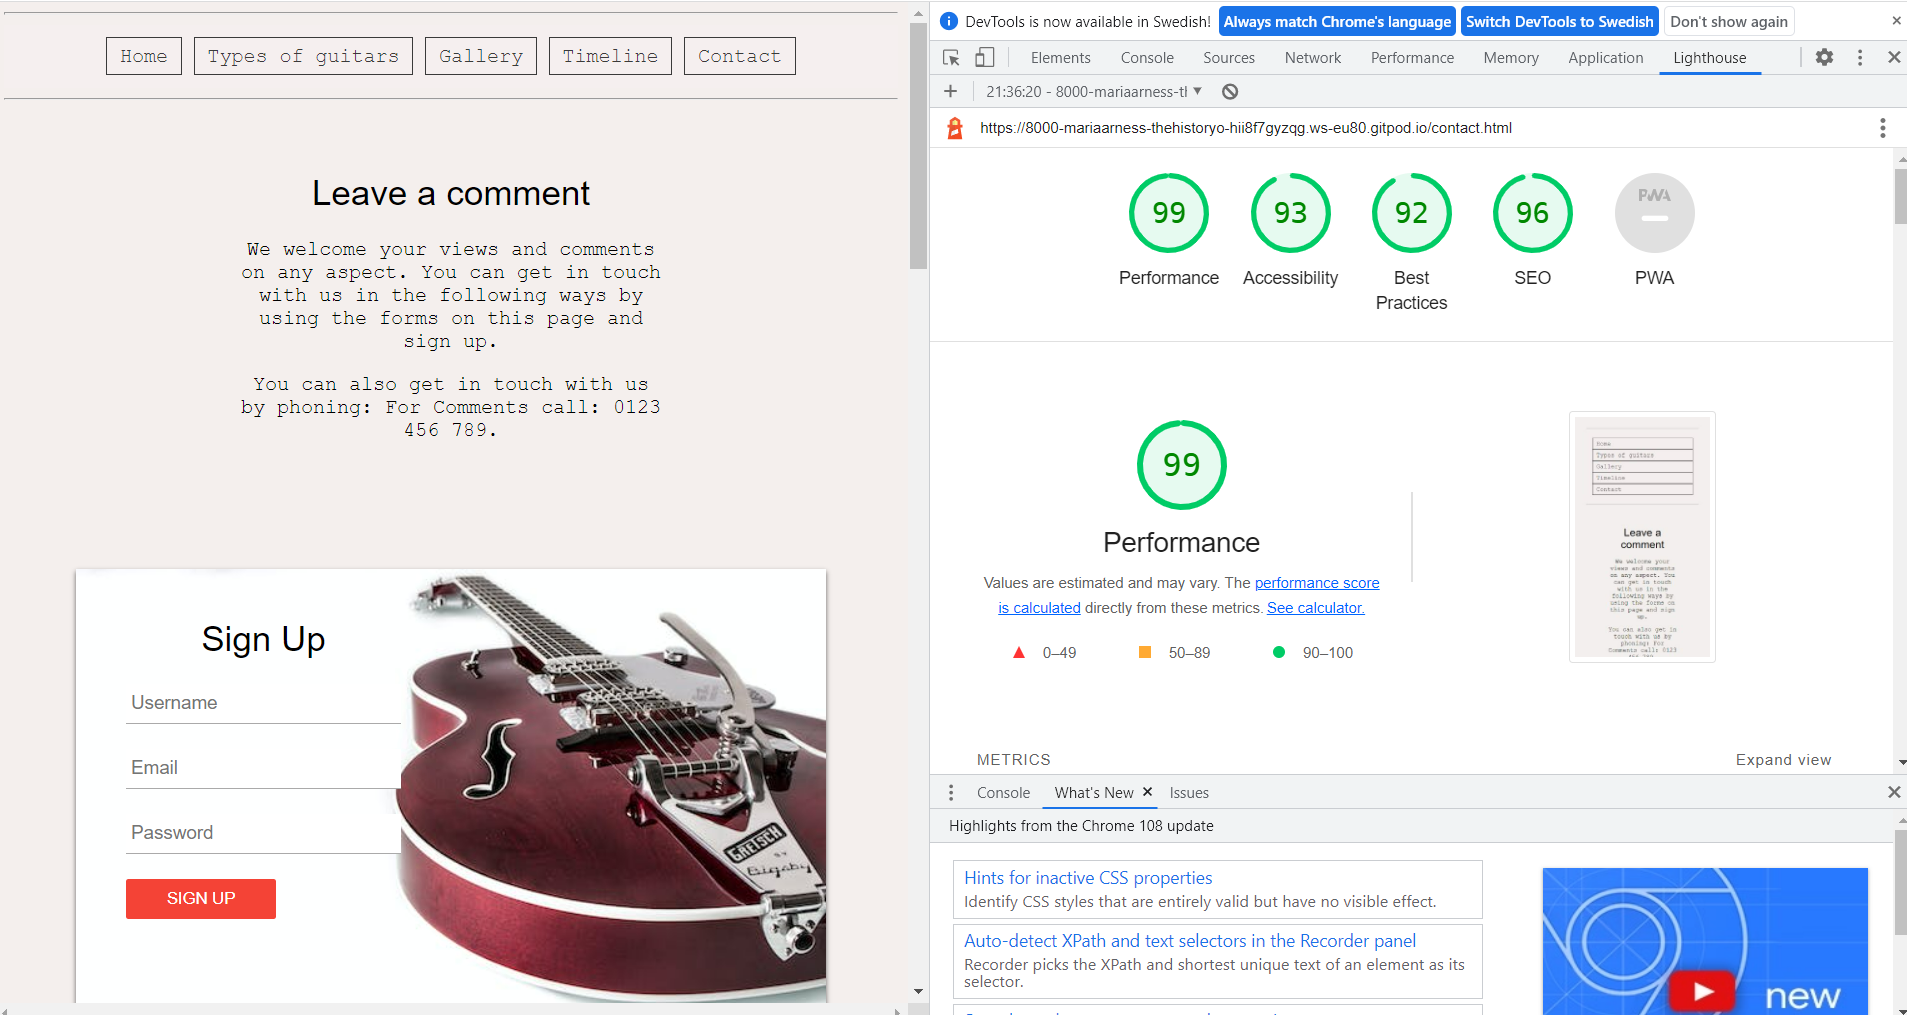 Home
Types of guitars
Gallery
Timeline
Contact
Leave a comment
We welcome your views and comments
on any aspect. You can get in touch
with us in the following ways by
using the forms on this page and
sign up.
You can also get in touch with us
by phoning: For Comments call: 0123
456 789.
Sign Up
Username
Email
Password
SIGN UP
GRETSCH
BY
Bigsby
DevTools is now available in Swedish!
Always match Chrome's language
Switch DevTools to Swedish
Don't show again
Elements
Console
Sources
Network
Performance
Memory
Application
Lighthouse
21:36:20 - 8000-mariaarness-tl
https://8000-mariaarness-thehistoryo-hii8f7gyzqg.ws-eu80.gitpod.io/contact.html
99
93
92
96
PWA
Performance
Accessibility
Best
Practices
SEO
PWA
99
Performance
Values are estimated and may vary. The performance score
is calculated directly from these metrics. See calculator.
0–49
50–89
90–100
Home
Types of guitars
Gallery
Timeline
Contact
Leave a
comment
We welcome your
views and comments
on any aspect. You
can get in touch
with us in the
following ways by
using the forms on
this page and sign
up.
You can also get in
touch with us by
phoning: For
Comments call: 0123
456 789.
METRICS
Expand view
Console
What's New
Issues
Highlights from the Chrome 108 update
Hints for inactive CSS properties
Identify CSS styles that are entirely valid but have no visible effect.
Auto-detect XPath and text selectors in the Recorder panel
Recorder picks the XPath and shortest unique text of an element as its
selector.
new